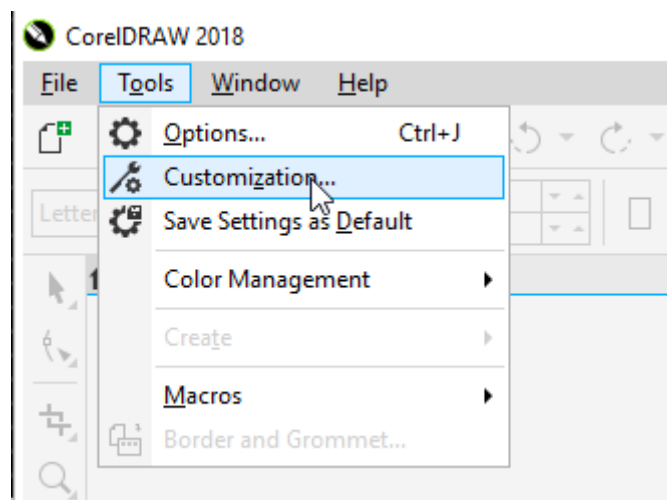 CorelDRAW 2018
File Tools Window Help
Options... Ctrl+J
Customization...
Letter
Save Settings as Default
Color Management
Create
Macros
Border and Grommet...